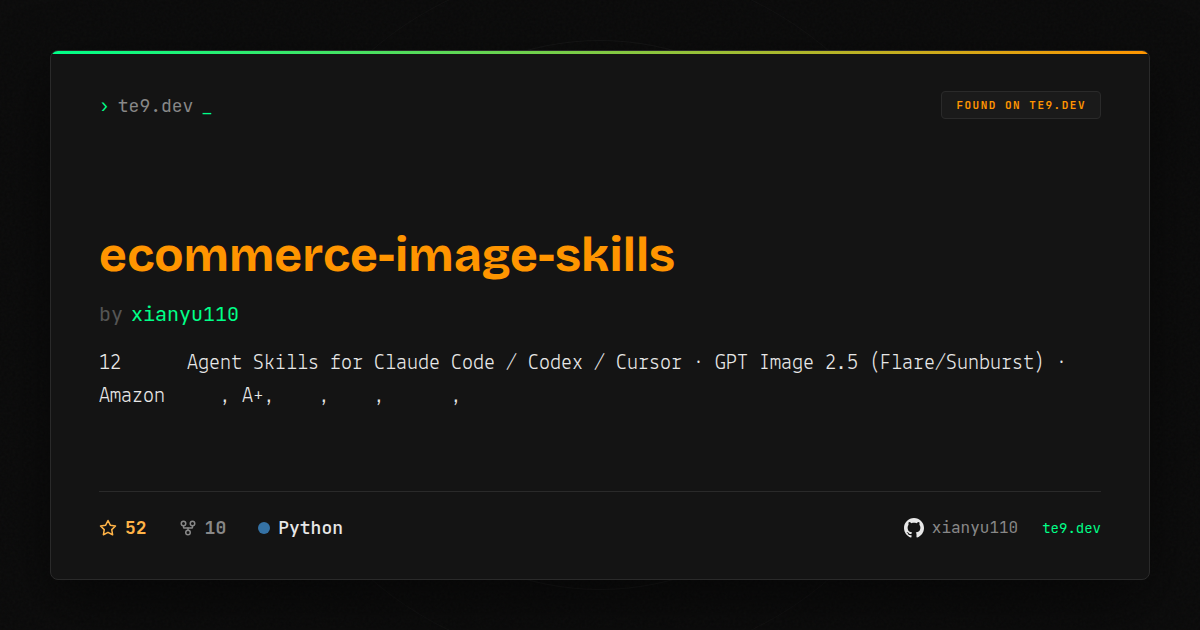 › te9.dev _
FOUND ON TE9.DEV
ecommerce-image-skills
by xianyu110
12 Agent Skills for Claude Code / Codex / Cursor · GPT Image 2.5 (Flare/Sunburst) ·
Amazon , A+, , , ,
52 10 Python
xianyu110 te9.dev